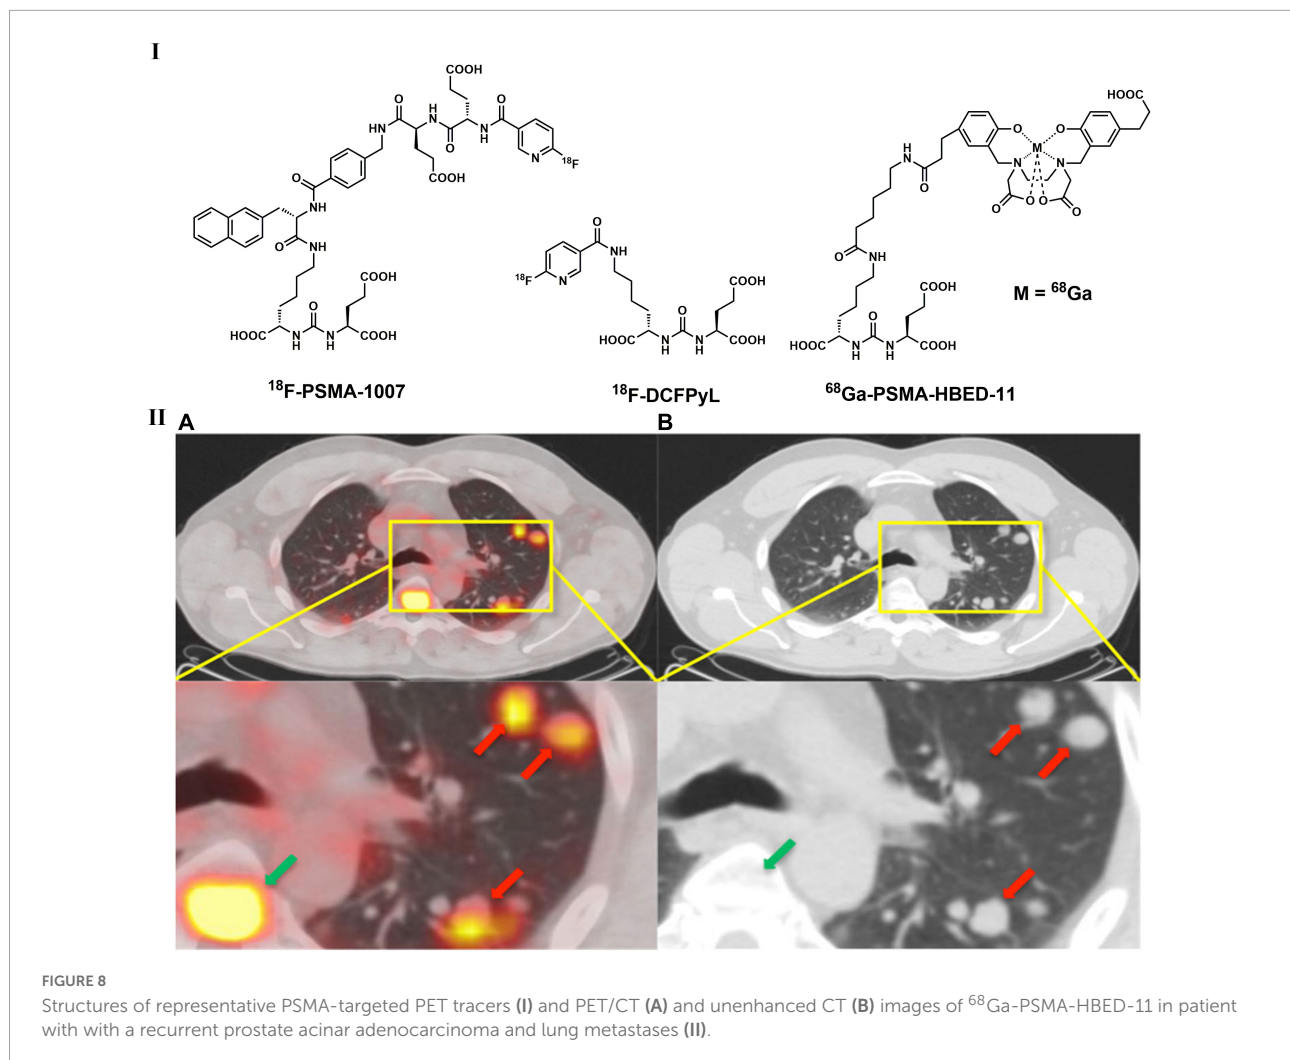 I
COOH
O
H
N
O
HOOC
O
O
M
O
N
H
HN
O
N
H
N
¹⁸F
COOH
NH
O
N
N
O
O
O
O
O
NH
O
NH
O
N
H
¹⁸F
N
O
NH
COOH
COOH
COOH
M = ⁶⁸Ga
HOOC
O
N
H
N
H
COOH
HOOC
O
N
H
N
H
COOH
HOOC
O
N
H
N
H
COOH
¹⁸F-PSMA-1007
¹⁸F-DCFPyL
⁶⁸Ga-PSMA-HBED-11
II
A
B
FIGURE 8
Structures of representative PSMA-targeted PET tracers (I) and PET/CT (A) and unenhanced CT (B) images of ⁶⁸Ga-PSMA-HBED-11 in patient
with with a recurrent prostate acinar adenocarcinoma and lung metastases (II).